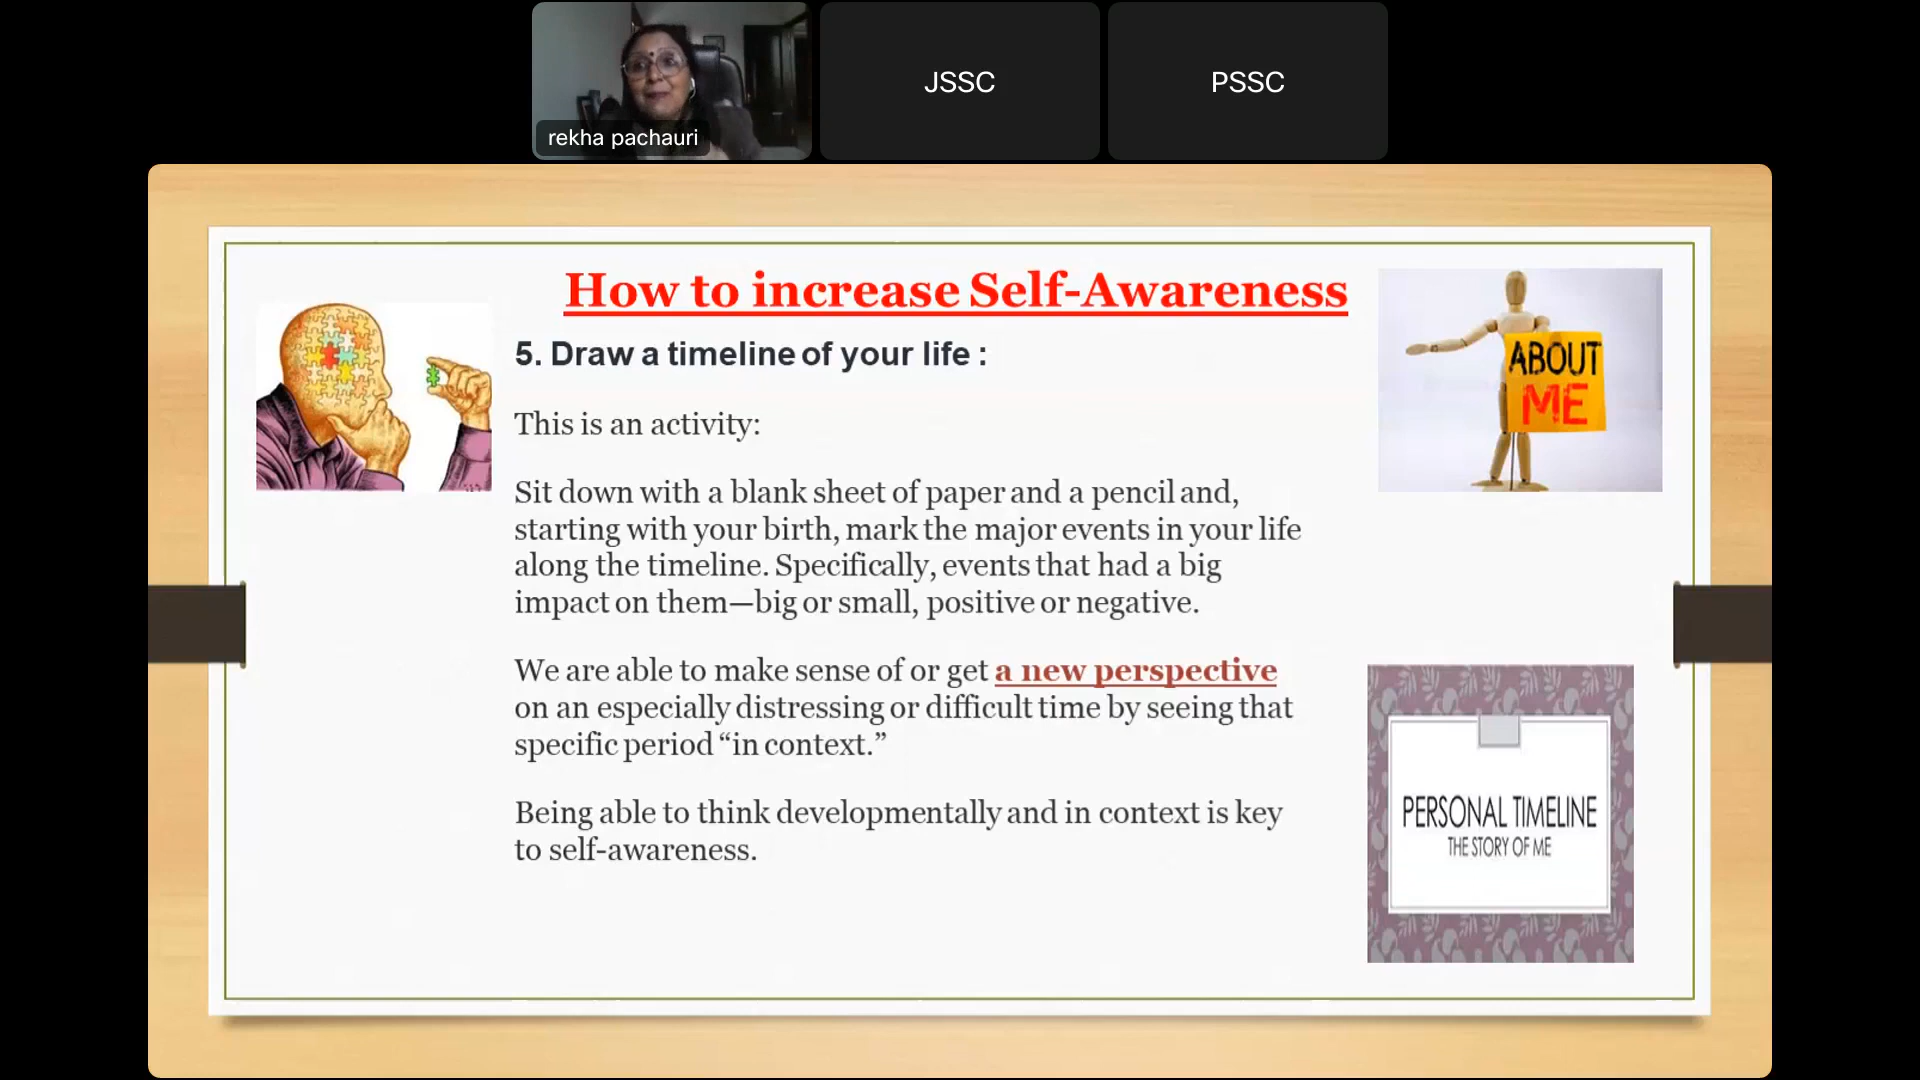 rekha pachauri
JSSC
PSSC
How to increase Self-Awareness
5. Draw a timeline of your life :
This is an activity:
Sit down with a blank sheet of paper and a pencil and,
starting with your birth, mark the major events in your life
along the timeline. Specifically, events that had a big
impact on them—big or small, positive or negative.
We are able to make sense of or get a new perspective
on an especially distressing or difficult time by seeing that
specific period “in context.”
Being able to think developmentally and in context is key
to self-awareness.
ABOUT
ME
PERSONAL TIMELINE
THE STORY OF ME